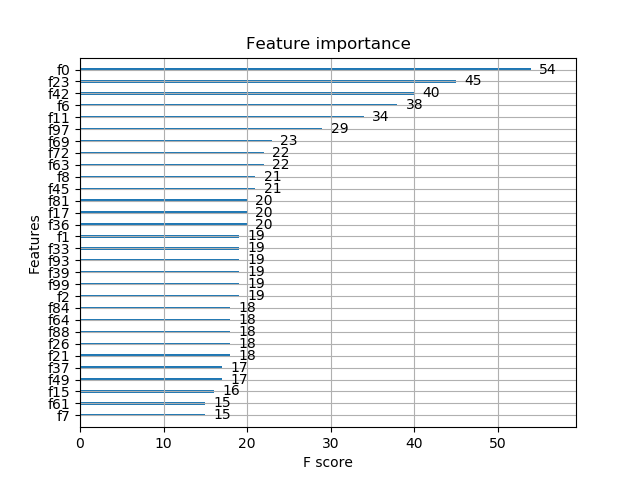 Feature importance
f0 54
f23 45
f42 40
f6 38
f11 34
f97 29
f69 23
f72 22
f63 22
f8 21
f45 21
f81 20
f17 20
f36 20
f1 19
f33 19
f93 19
f39 19
f99 19
f2 19
f84 18
f64 18
f88 18
f26 18
f21 18
f37 17
f49 17
f15 16
f61 15
f7 15
Features
0 10 20 30 40 50
F score